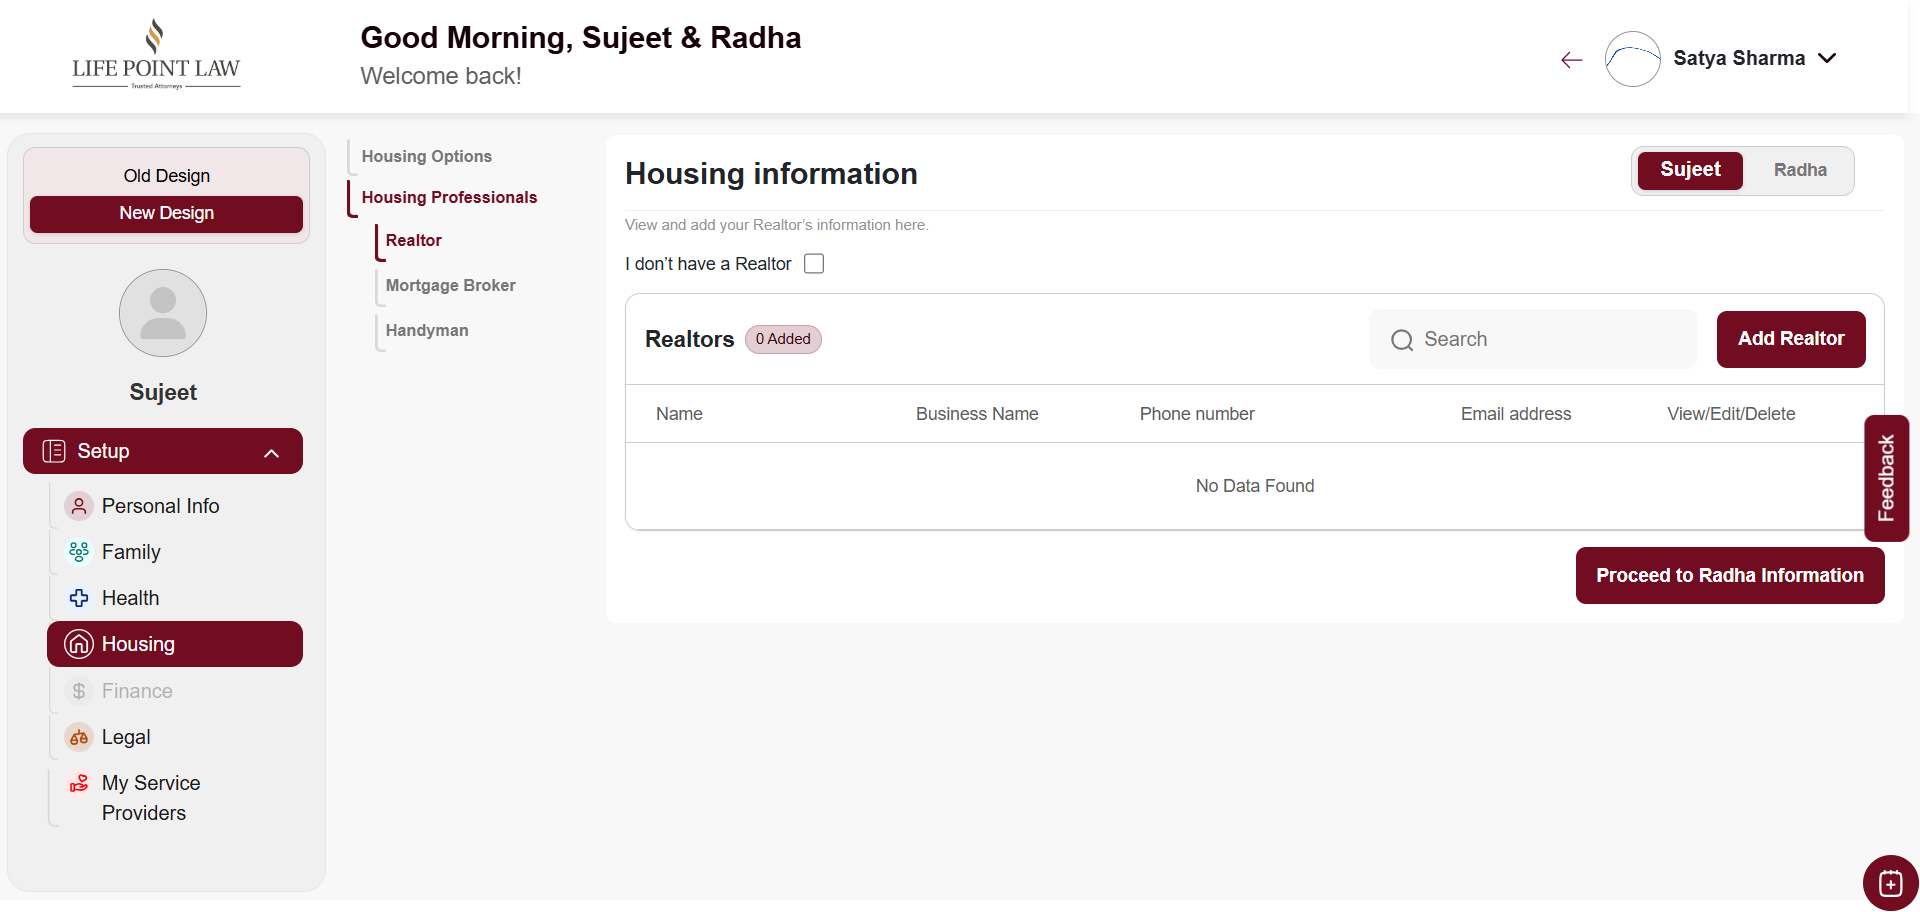 LIFE POINT LAW
Trusted Attorneys
Good Morning, Sujeet & Radha
Welcome back!
Satya Sharma
Old Design
New Design
Sujeet
Setup
Personal Info
Family
Health
Housing
Finance
Legal
My Service
Providers
Housing Options
Housing Professionals
Realtor
Mortgage Broker
Handyman
Housing information
Sujeet
Radha
View and add your Realtor's information here.
I don't have a Realtor
Realtors
0 Added
Search
Add Realtor
Name Business Name Phone number Email address View/Edit/Delete
No Data Found
Proceed to Radha Information
Feedback